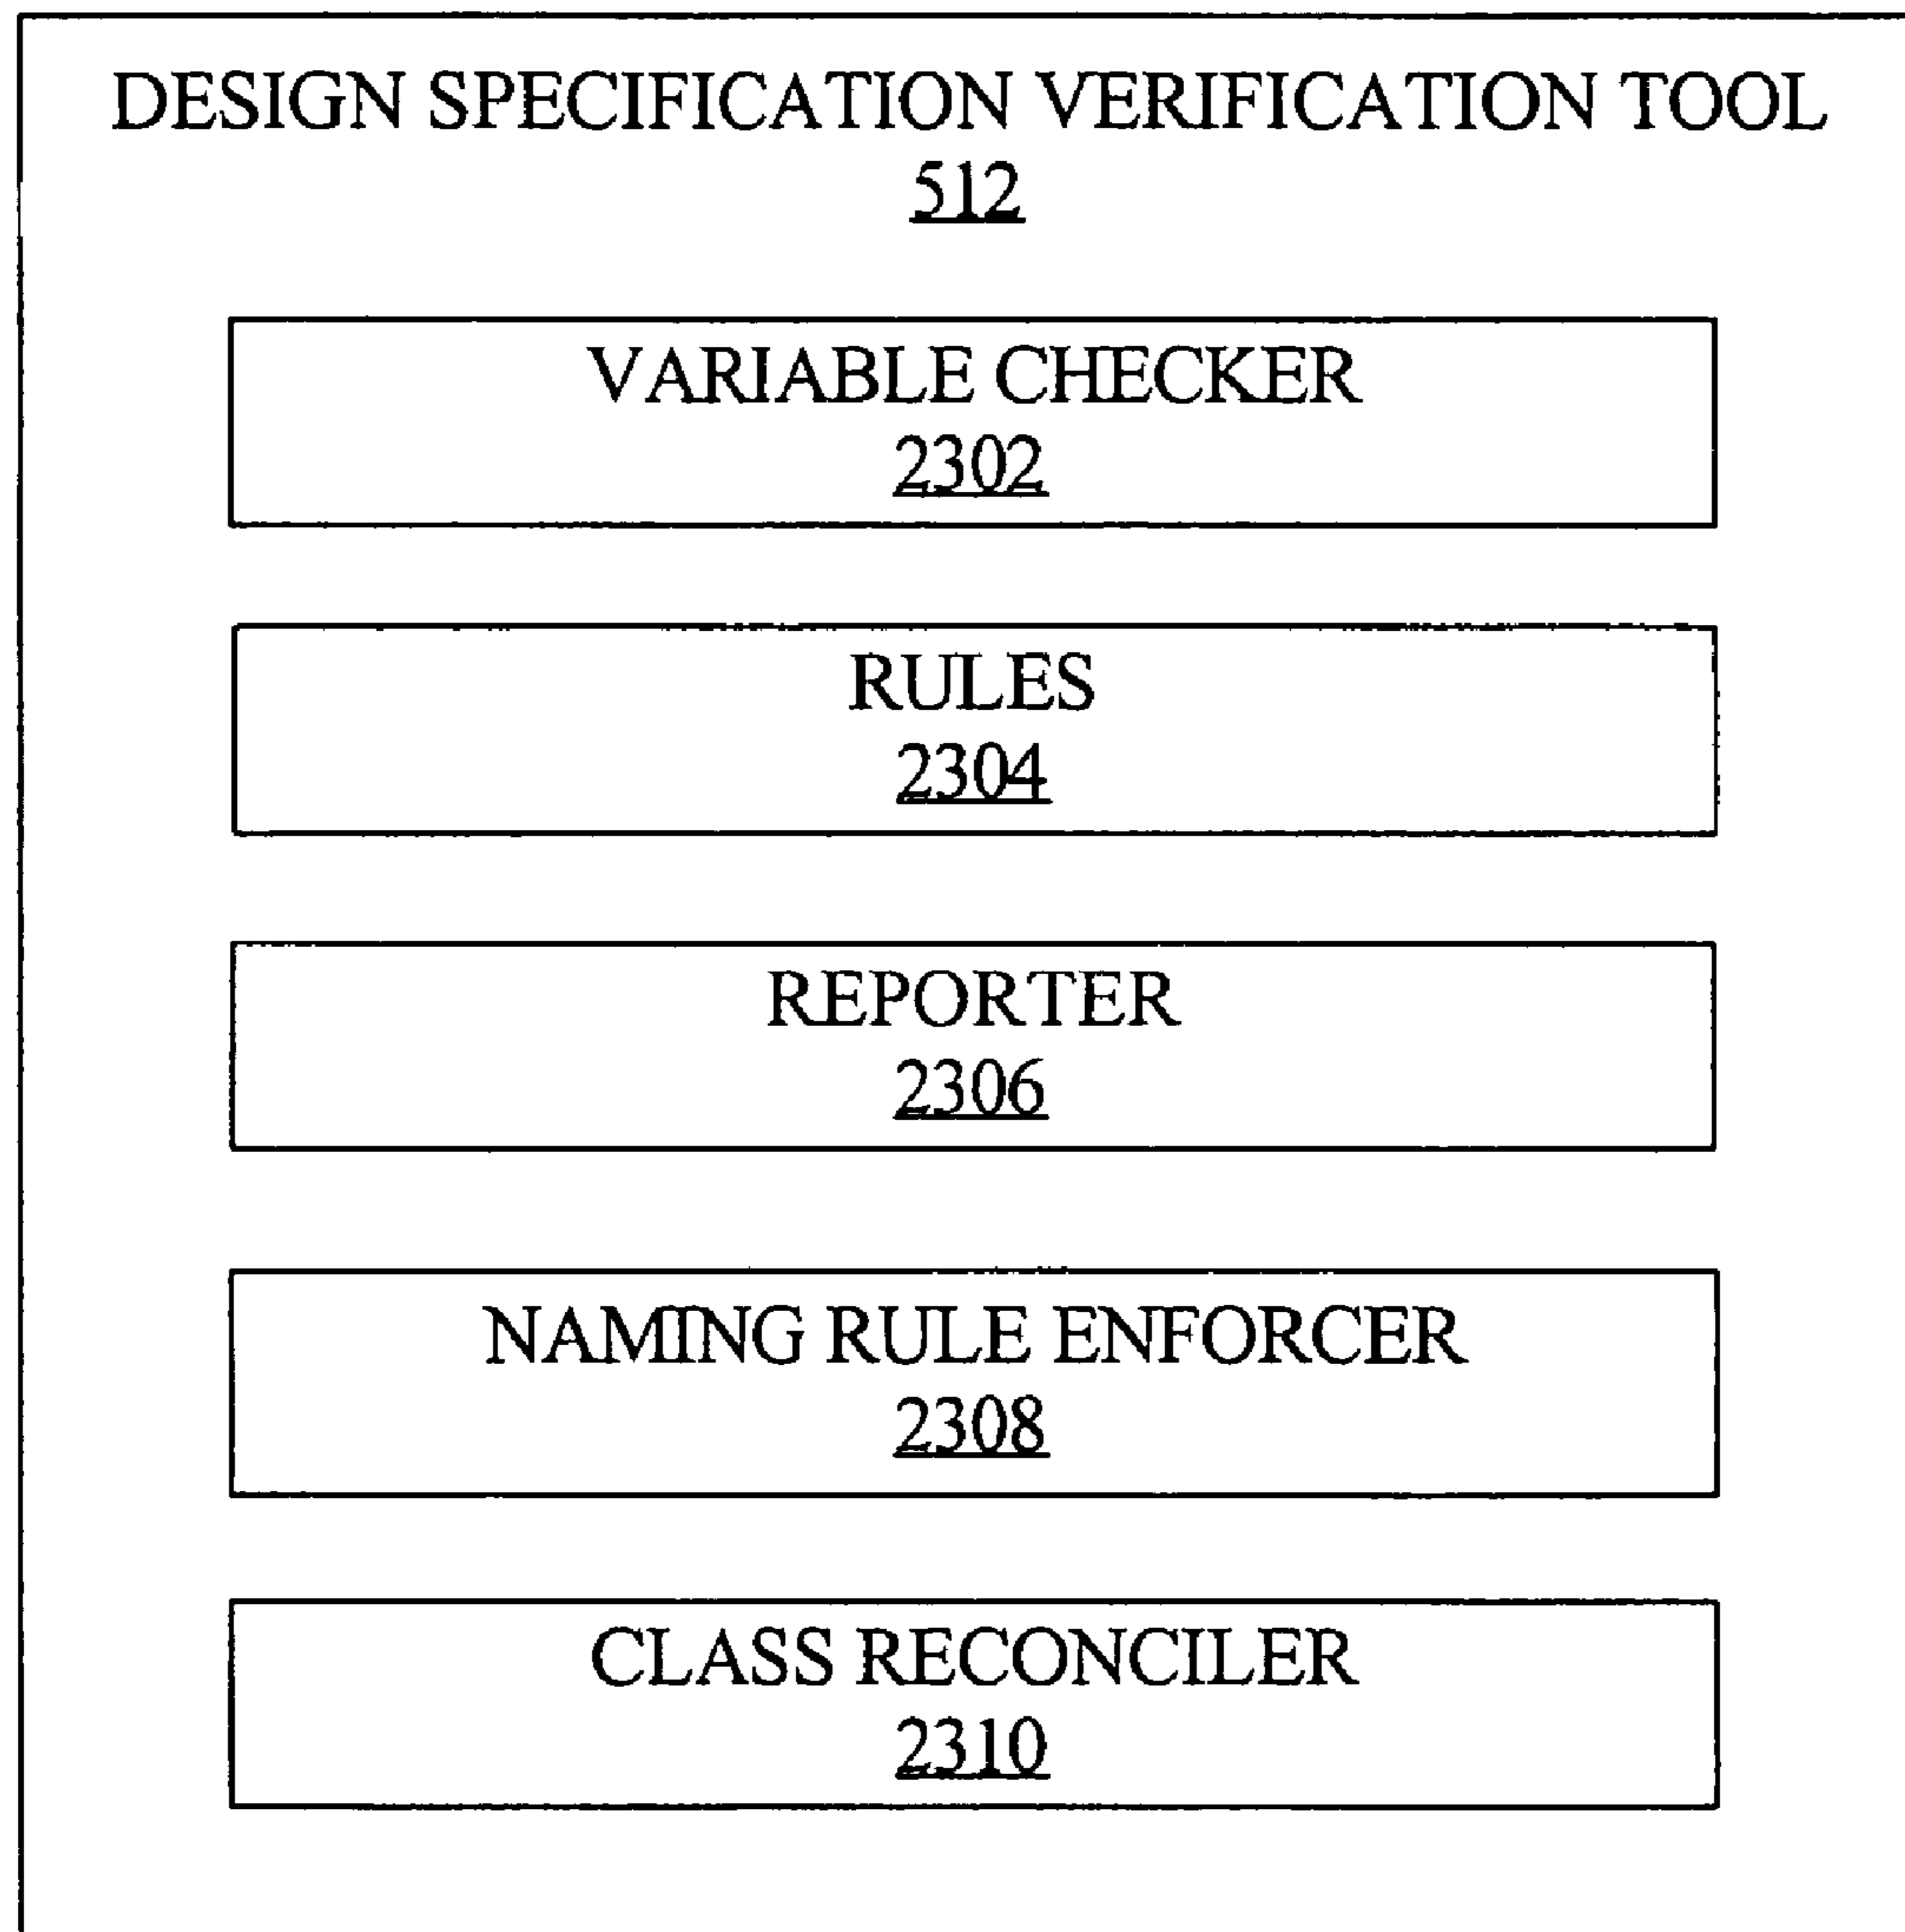 DESIGN SPECIFICATION VERIFICATION TOOL
512
VARIABLE CHECKER
2302
RULES
2304
REPORTER
2306
NAMING RULE ENFORCER
2308
CLASS RECONCILER
2310